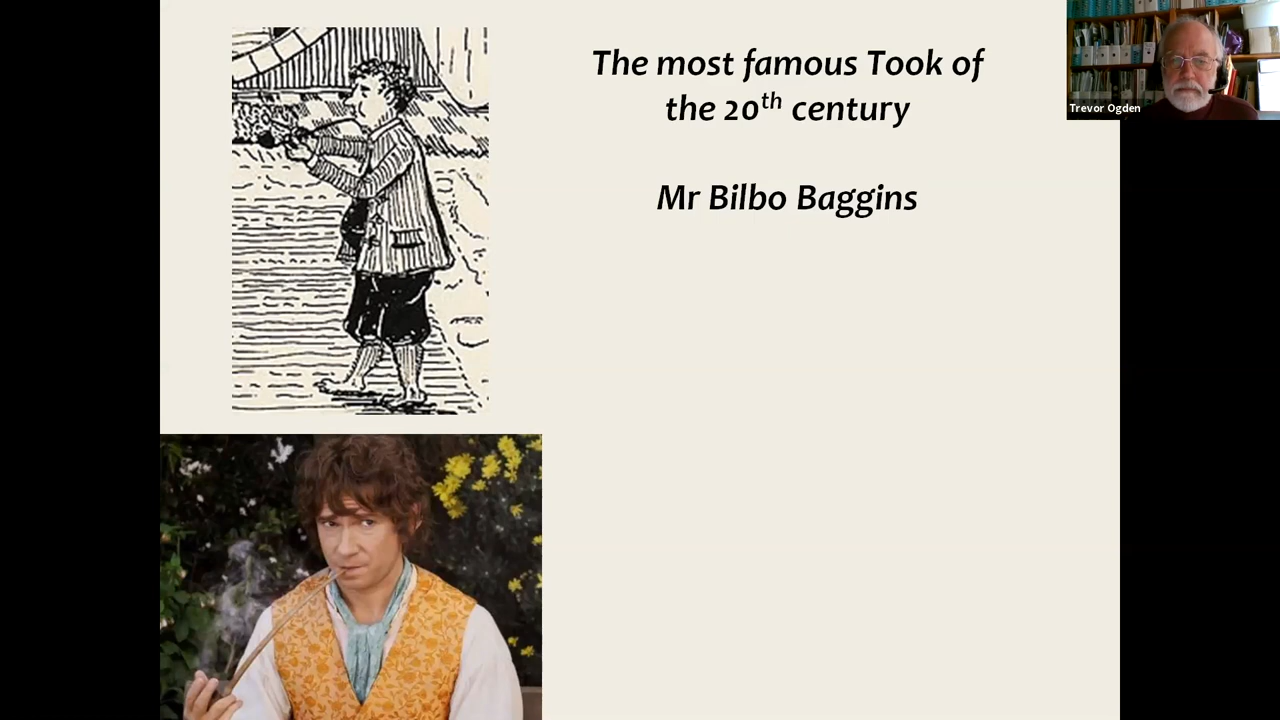 The most famous Took of
the 20th century
Mr Bilbo Baggins
Trevor Ogden